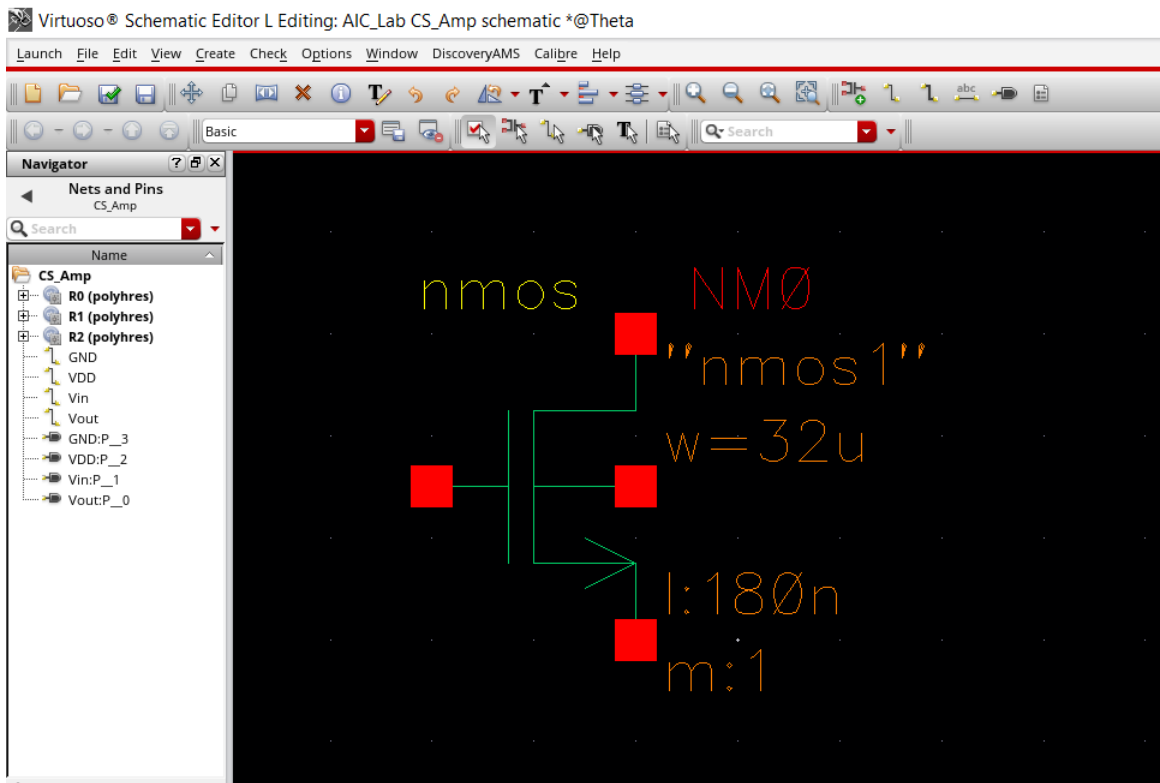 Virtuoso® Schematic Editor L Editing: AIC_Lab CS_Amp schematic *@Theta
Launch File Edit View Create Check Options Window DiscoveryAMS Calibre Help
abc
Basic
Search
Navigator
Nets and Pins
CS_Amp
Search
Name
CS_Amp
R0 (polyhres)
R1 (polyhres)
R2 (polyhres)
GND
VDD
Vin
Vout
GND:P__3
VDD:P__2
Vin:P__1
Vout:P__0
nmos NM0
"nmos1"
w=32u
l:180n
m:1